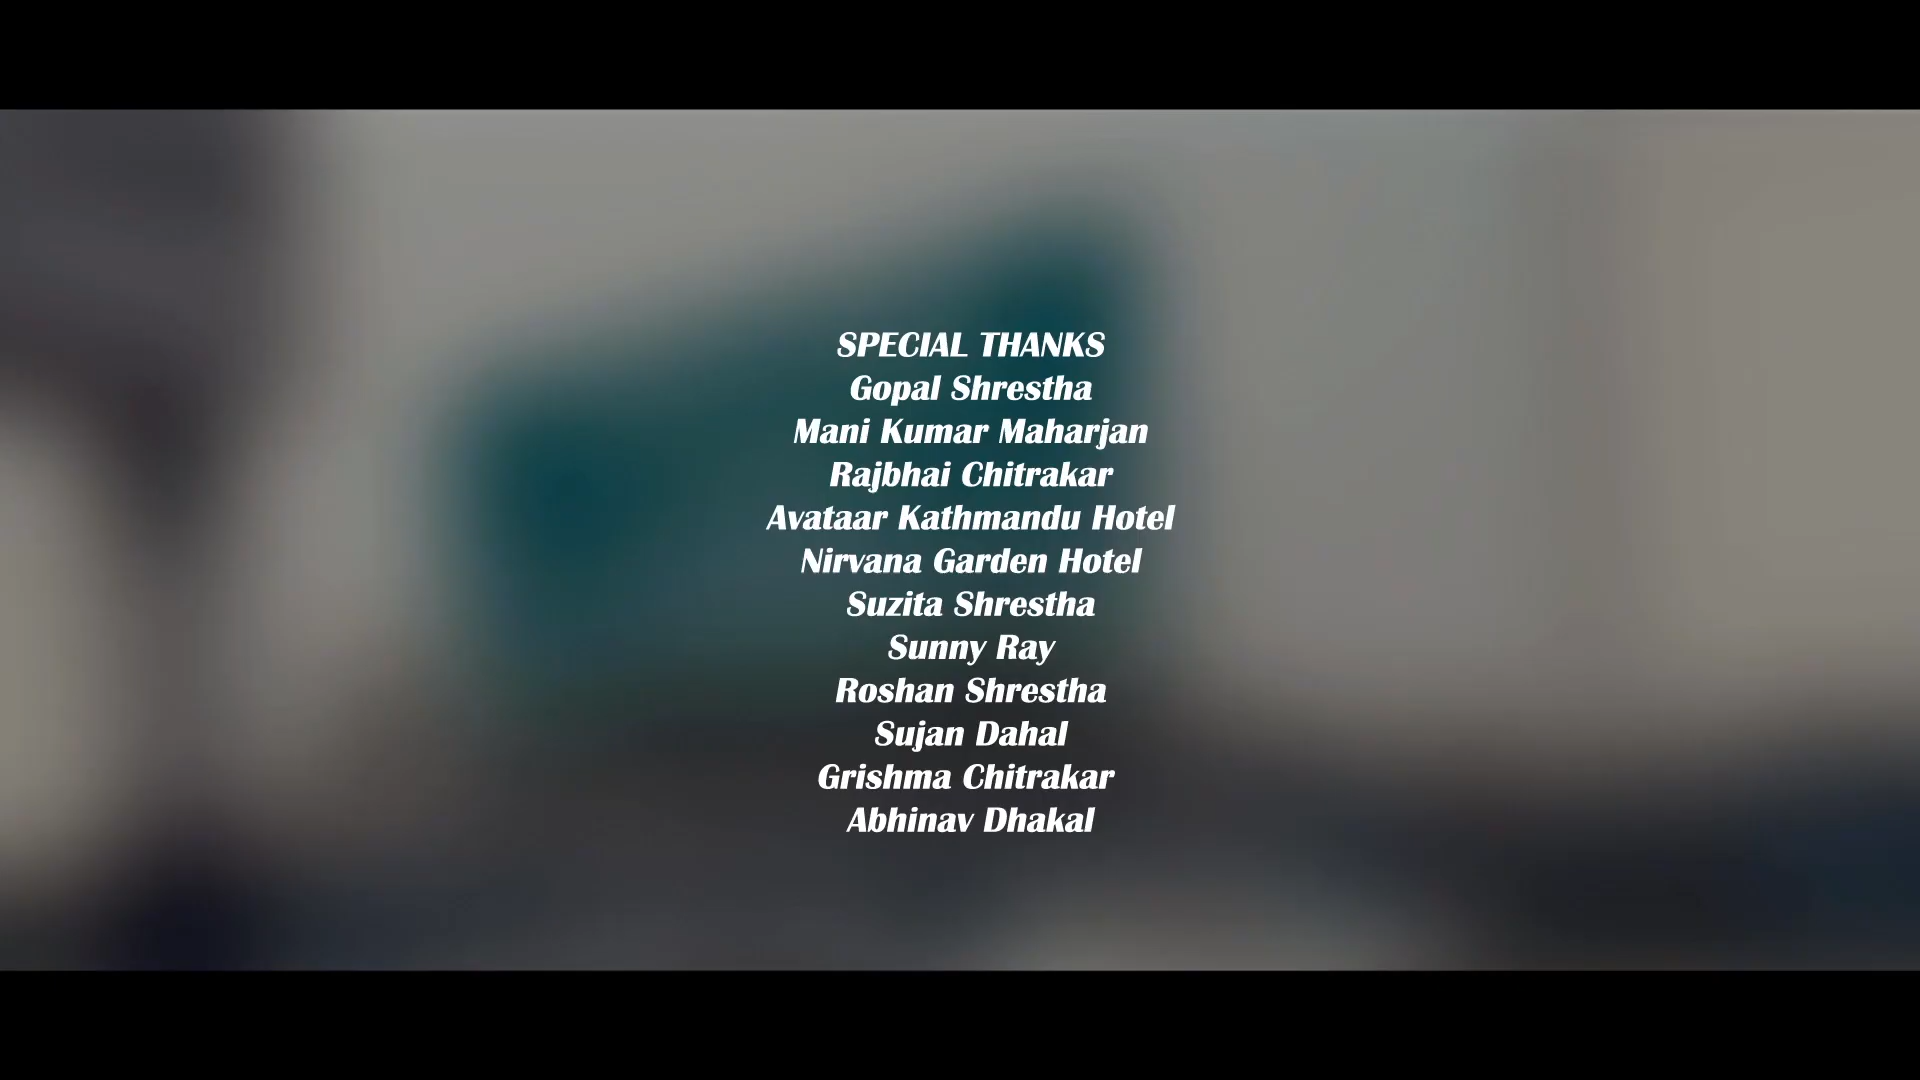 SPECIAL THANKS
Gopal Shrestha
Mani Kumar Maharjan
Rajbhai Chitrakar
Avataar Kathmandu Hotel
Nirvana Garden Hotel
Suzita Shrestha
Sunny Ray
Roshan Shrestha
Sujan Dahal
Grishma Chitrakar
Abhinav Dhakal